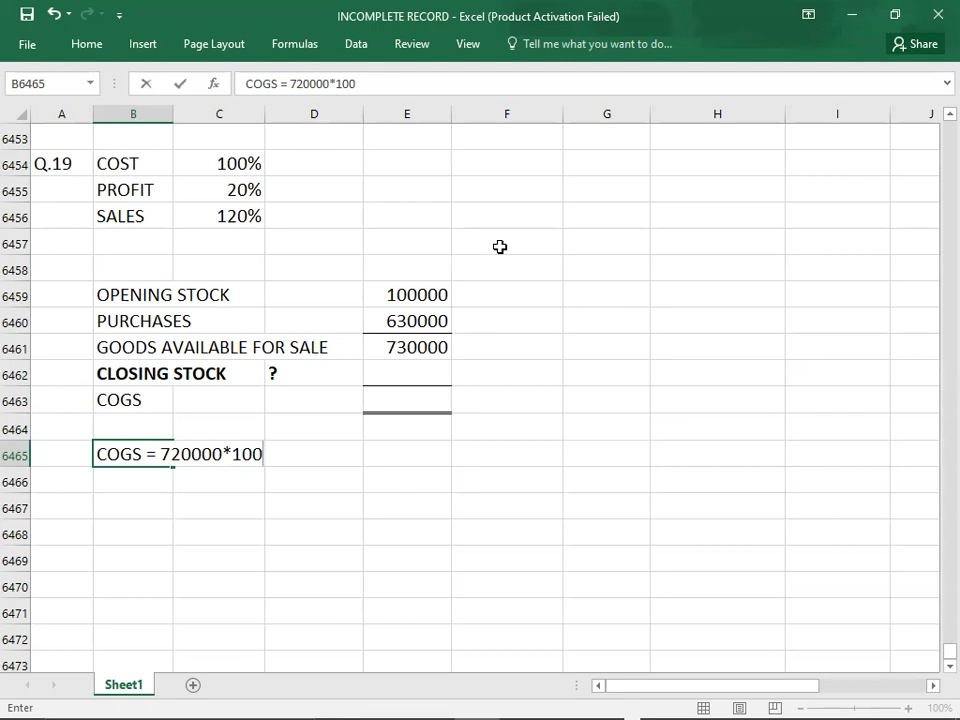 INCOMPLETE RECORD - Excel (Product Activation Failed)
File Home Insert Page Layout Formulas Data Review View Tell me what you want to do... Share
B6465 fx COGS = 720000*100
A B C D E F G H I J
6453
6454 Q.19 COST 100%
6455 PROFIT 20%
6456 SALES 120%
6457
6458
6459 OPENING STOCK 100000
6460 PURCHASES 630000
6461 GOODS AVAILABLE FOR SALE 730000
6462 CLOSING STOCK ?
6463 COGS
6464
6465 COGS = 720000*100
6466
6467
6468
6469
6470
6471
6472
6473
Sheet1
Enter 100%